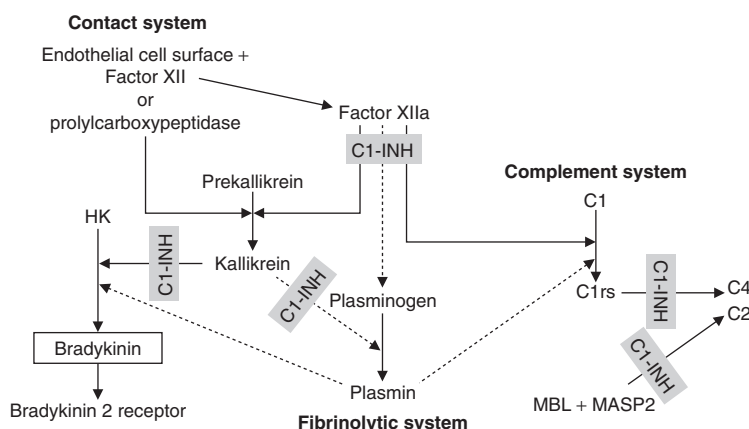 Contact system
Endothelial cell surface +
Factor XII
or
prolylcarboxypeptidase
Factor XIIa
C1-INH
Prekallikrein
Complement system
C1
HK
C1-INH
Kallikrein
C1-INH
Plasminogen
C1rs
C1-INH
C4
C2
C1-INH
Bradykinin
Plasmin
MBL + MASP2
Bradykinin 2 receptor
Fibrinolytic system